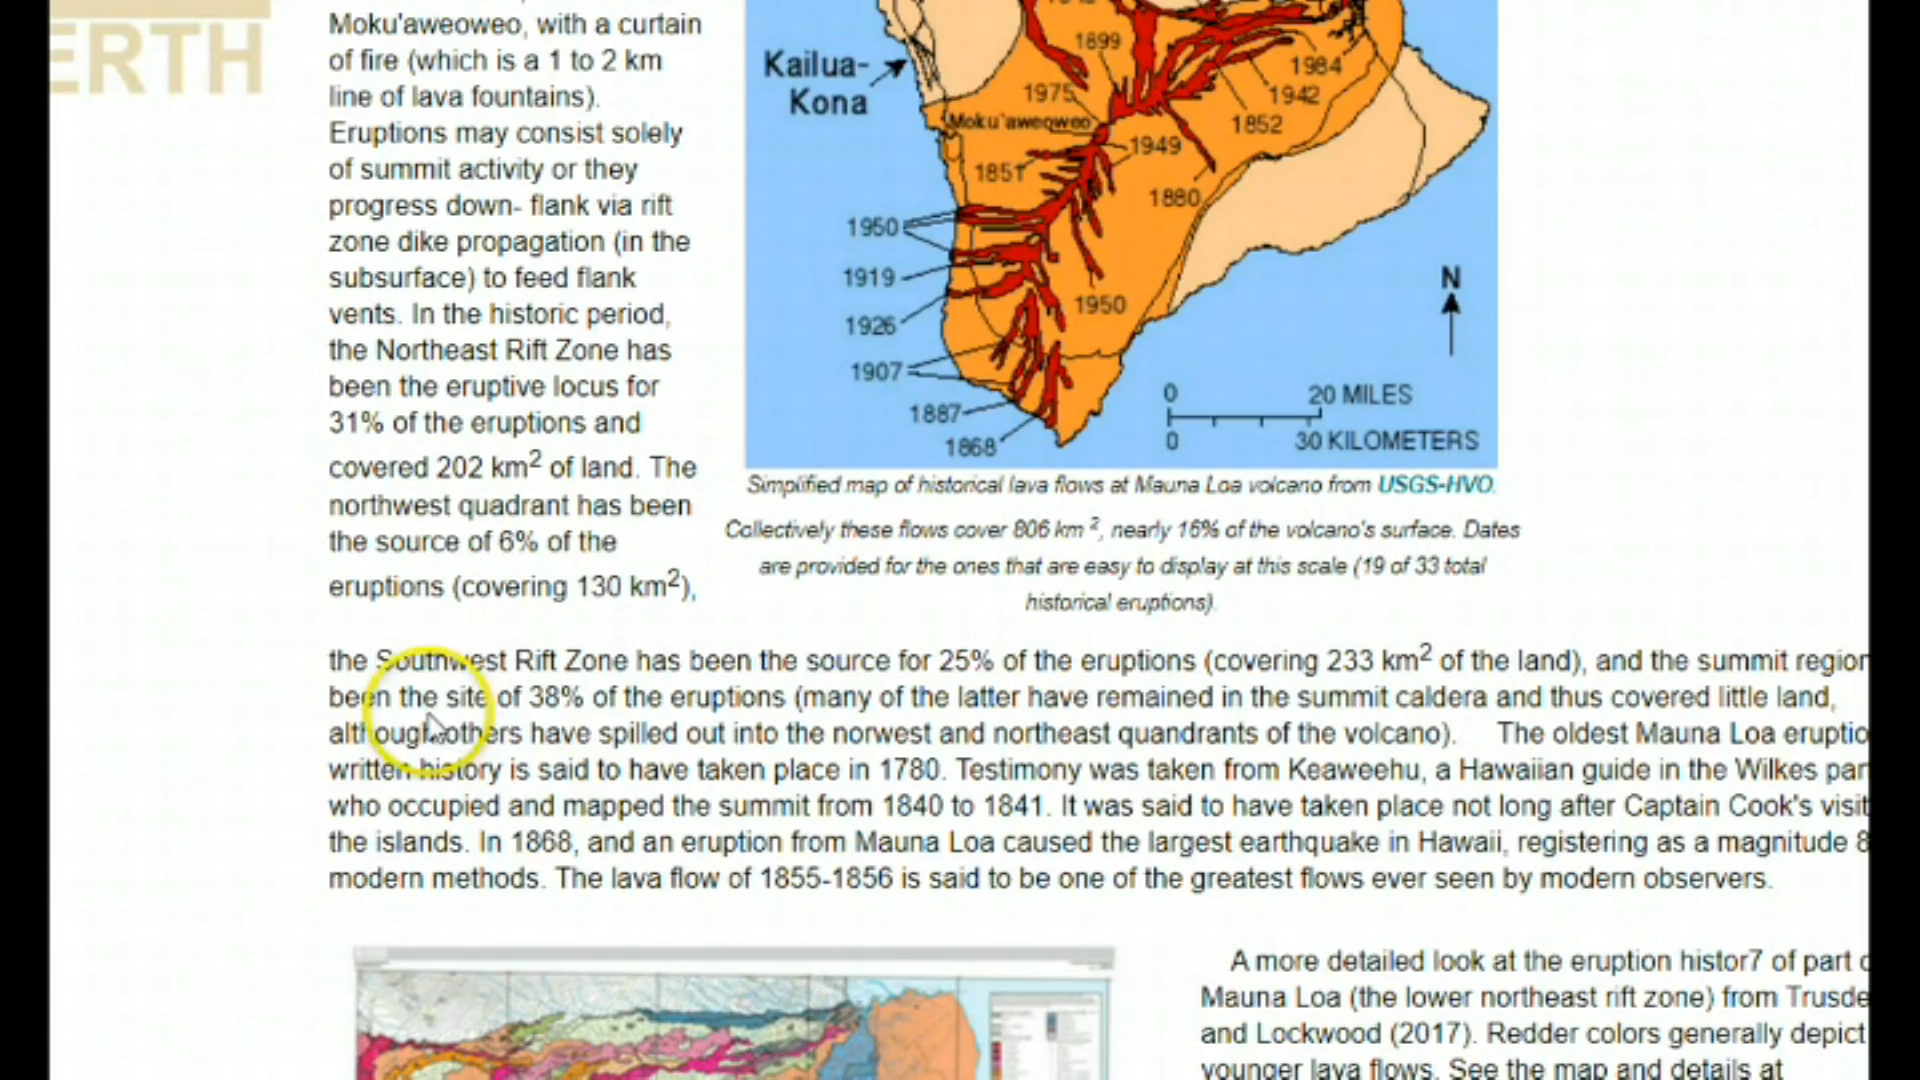 ERTH
Moku'aweoweo, with a curtain
of fire (which is a 1 to 2 km
line of lava fountains).
Eruptions may consist solely
of summit activity or they
progress down- flank via rift
zone dike propagation (in the
subsurface) to feed flank
vents. In the historic period,
the Northeast Rift Zone has
been the eruptive locus for
31% of the eruptions and
covered 202 km2 of land. The
northwest quadrant has been
the source of 6% of the
eruptions (covering 130 km2),
Kailua-
Kona
1899
1984
1975
1942
Moku'aweoweo
1852
1949
1851
1880
1950
1919
1950
N
1926
1907
0 20 MILES
1887
0 30 KILOMETERS
1868
Simplified map of historical lava flows at Mauna Loa volcano from USGS-HVO.
Collectively these flows cover 806 km 2, nearly 16% of the volcano's surface. Dates
are provided for the ones that are easy to display at this scale (19 of 33 total
historical eruptions).
the Southwest Rift Zone has been the source for 25% of the eruptions (covering 233 km2 of the land), and the summit region
been the site of 38% of the eruptions (many of the latter have remained in the summit caldera and thus covered little land,
although others have spilled out into the norwest and northeast quandrants of the volcano). The oldest Mauna Loa eruptio
written history is said to have taken place in 1780. Testimony was taken from Keaweehu, a Hawaiian guide in the Wilkes par
who occupied and mapped the summit from 1840 to 1841. It was said to have taken place not long after Captain Cook's visit
the islands. In 1868, and an eruption from Mauna Loa caused the largest earthquake in Hawaii, registering as a magnitude 8
modern methods. The lava flow of 1855-1856 is said to be one of the greatest flows ever seen by modern observers.
A more detailed look at the eruption histor7 of part o
Mauna Loa (the lower northeast rift zone) from Trusde
and Lockwood (2017). Redder colors generally depict
younger lava flows. See the map and details at